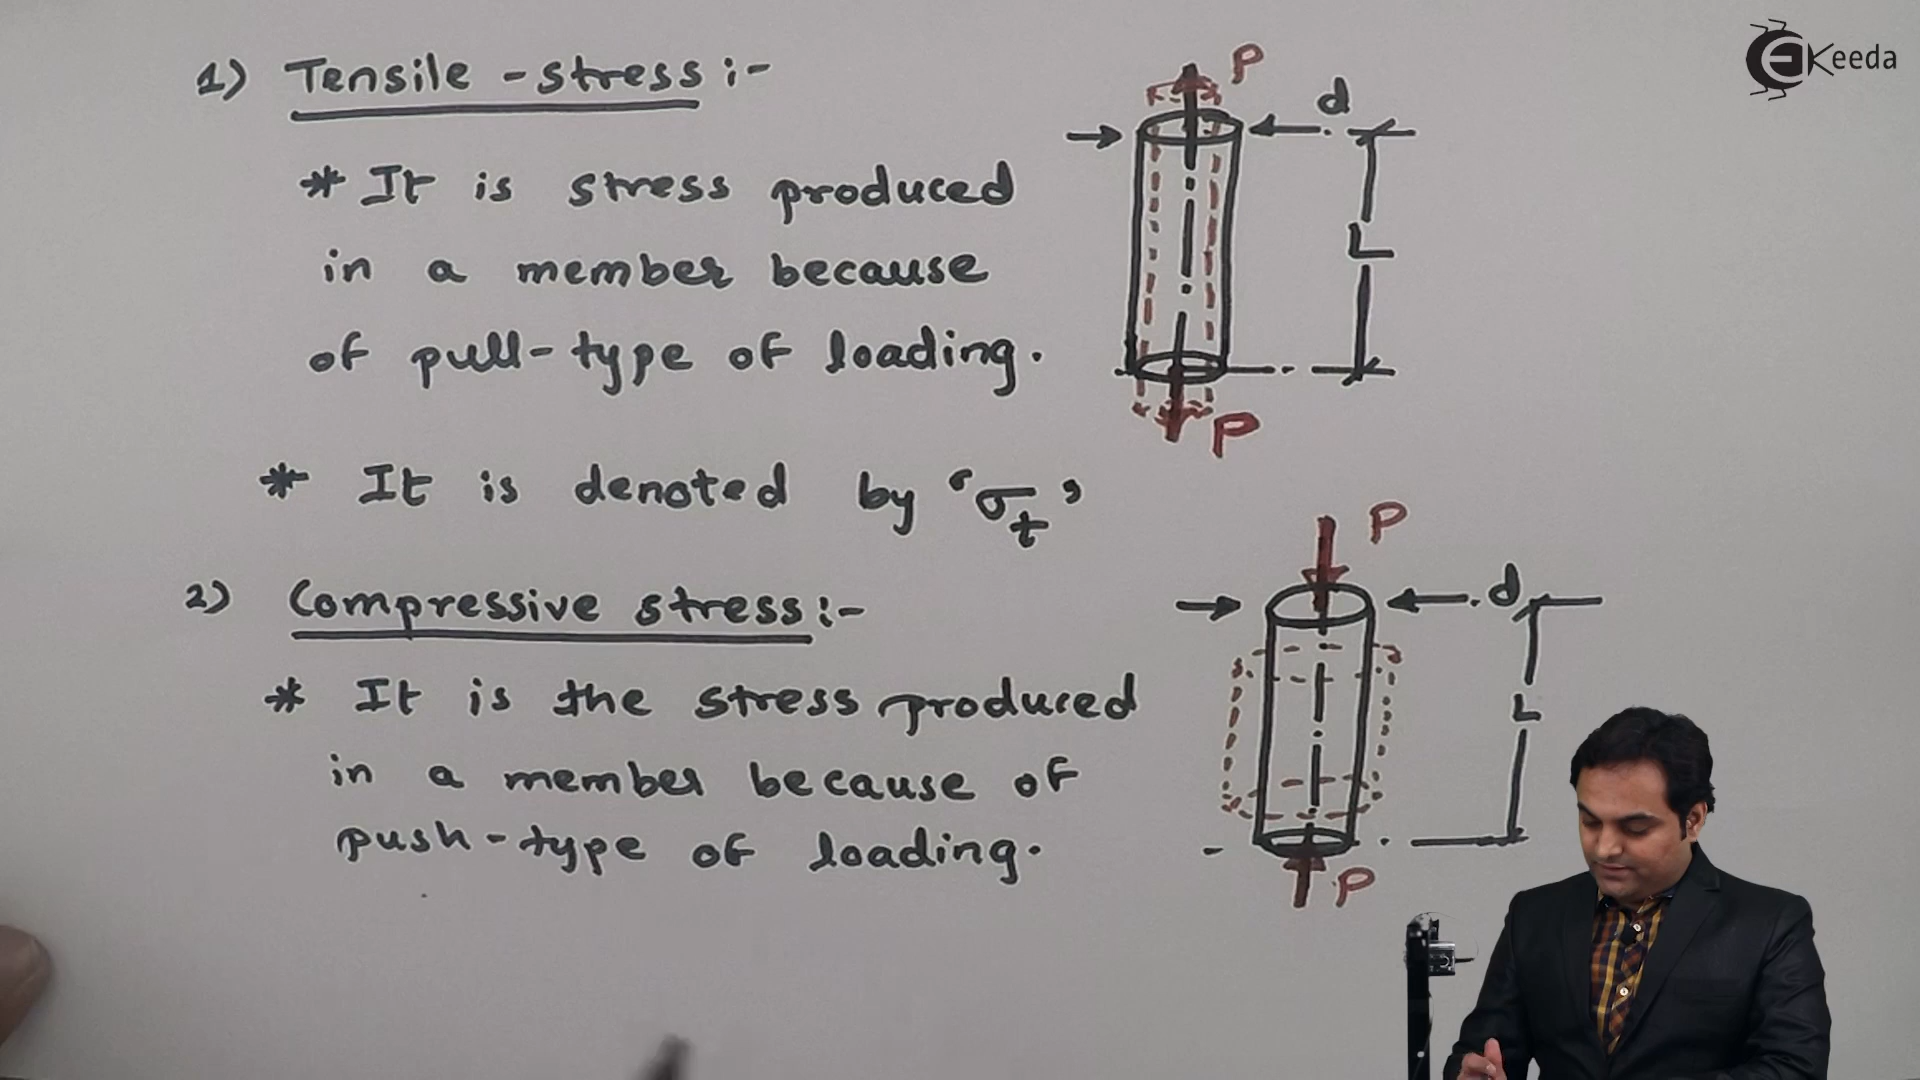 1) Tensile - stress :-
* It is stress produced
in a member because
of pull-type of loading.
* It is denoted by ‘σt’
2) Compressive stress:-
* It is the stress produced
in a member because of
push-type of loading.
P
d
L
P
P
d
L
P
EKeeda